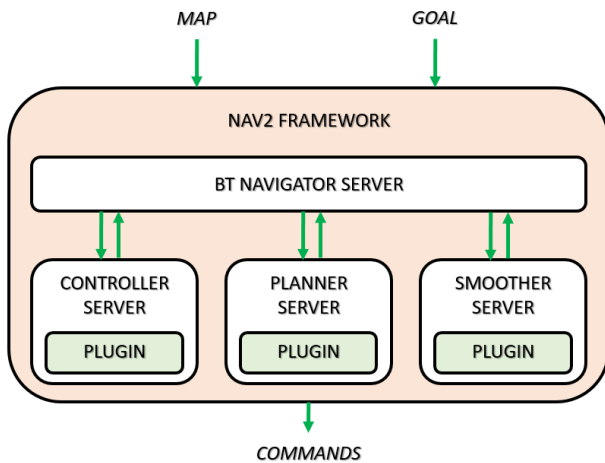 MAP
GOAL
NAV2 FRAMEWORK
BT NAVIGATOR SERVER
CONTROLLER
SERVER
PLUGIN
PLANNER
SERVER
PLUGIN
SMOOTHER
SERVER
PLUGIN
COMMANDS